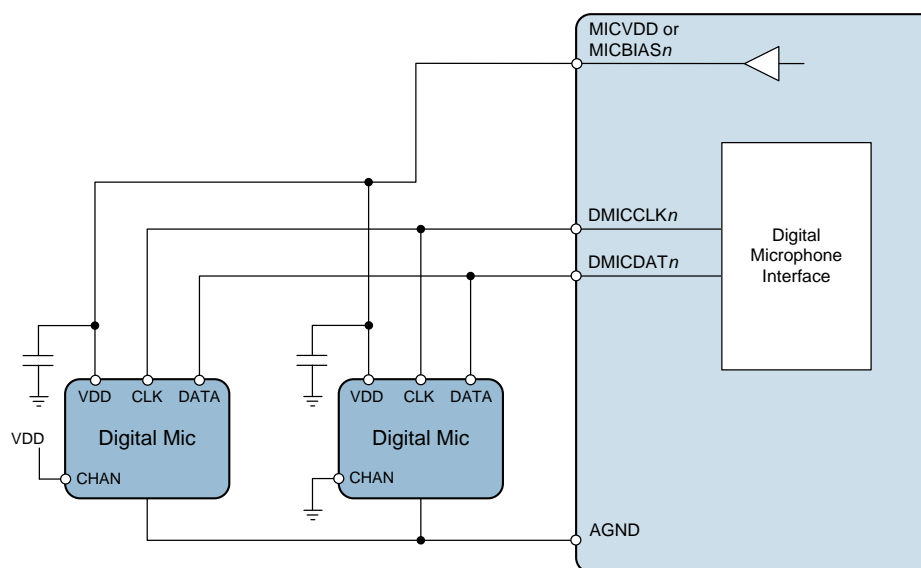 MICVDD or
MICBIASn
DMICCLKn
DMICDATn
Digital
Microphone
Interface
VDD CLK DATA
Digital Mic
VDD
CHAN
VDD CLK DATA
Digital Mic
CHAN
AGND